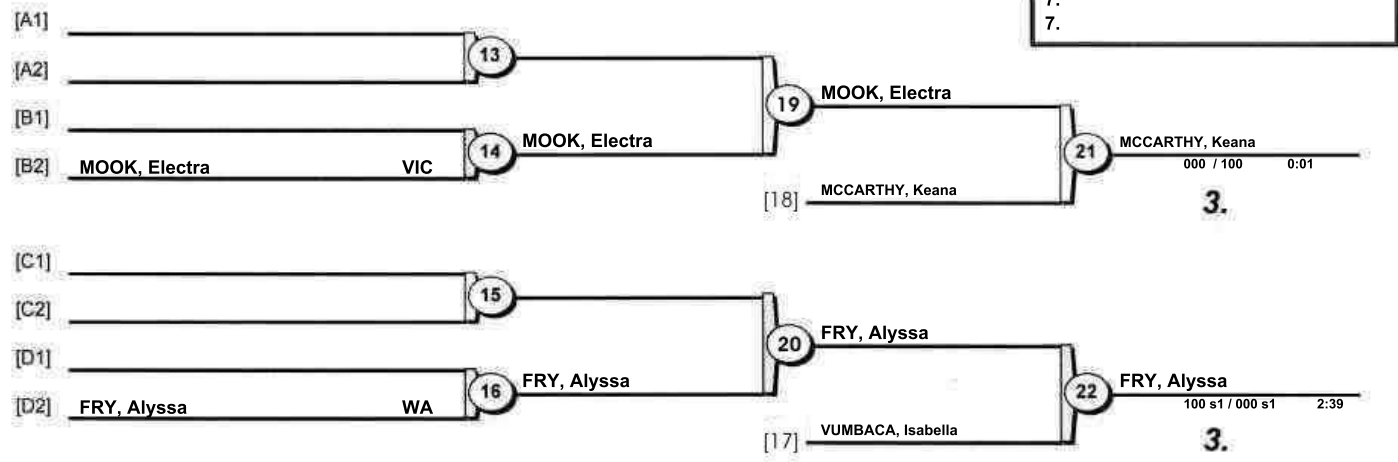 7.
7.
[A1]
13
[A2]
19 MOOK, Electra
[B1]
14 MOOK, Electra
21 MCCARTHY, Keana
000 / 100 0:01
[B2] MOOK, Electra VIC
[18] MCCARTHY, Keana
3.
[C1]
15
[C2]
20 FRY, Alyssa
[D1]
16 FRY, Alyssa
22 FRY, Alyssa
100 s1 / 000 s1 2:39
[D2] FRY, Alyssa WA
[17] VUMBACA, Isabella
3.